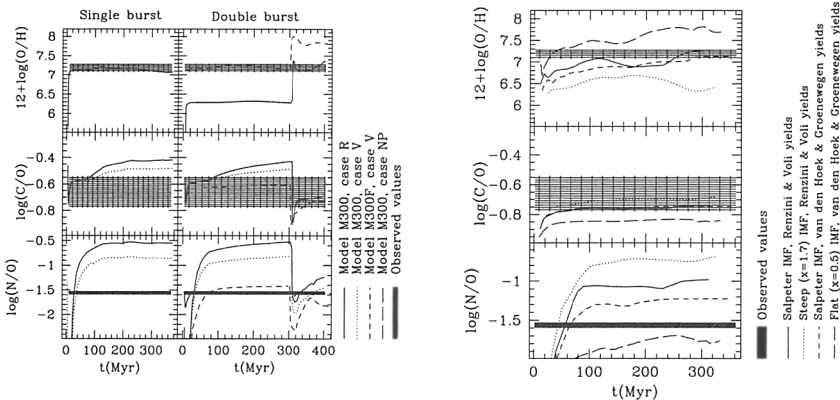 Single burst
Double burst
12+log(O/H)
8
7.5
7
6.5
6
log(C/O)
-0.4
-0.6
-0.8
log(N/O)
-0.5
-1
-1.5
-2
0
100
200
300
0
100
200
300
400
t(Myr)
t(Myr)
Model M300, case R
Model M300, case V
Model M300F, case V
Model M300, case NP
Observed values
12+log(O/H)
8
7.5
7
6.5
6
log(C/O)
-0.4
-0.6
-0.8
log(N/O)
-1
-1.5
0
100
200
300
t(Myr)
Observed values
Salpeter IMF, Renzini & Voli yields
Steep (x=1.7) IMF, Renzini & Voli yields
Salpeter IMF, van den Hoek & Groenewegen yields
Flat (x=0.5) IMF, van den Hoek & Groenewegen yields